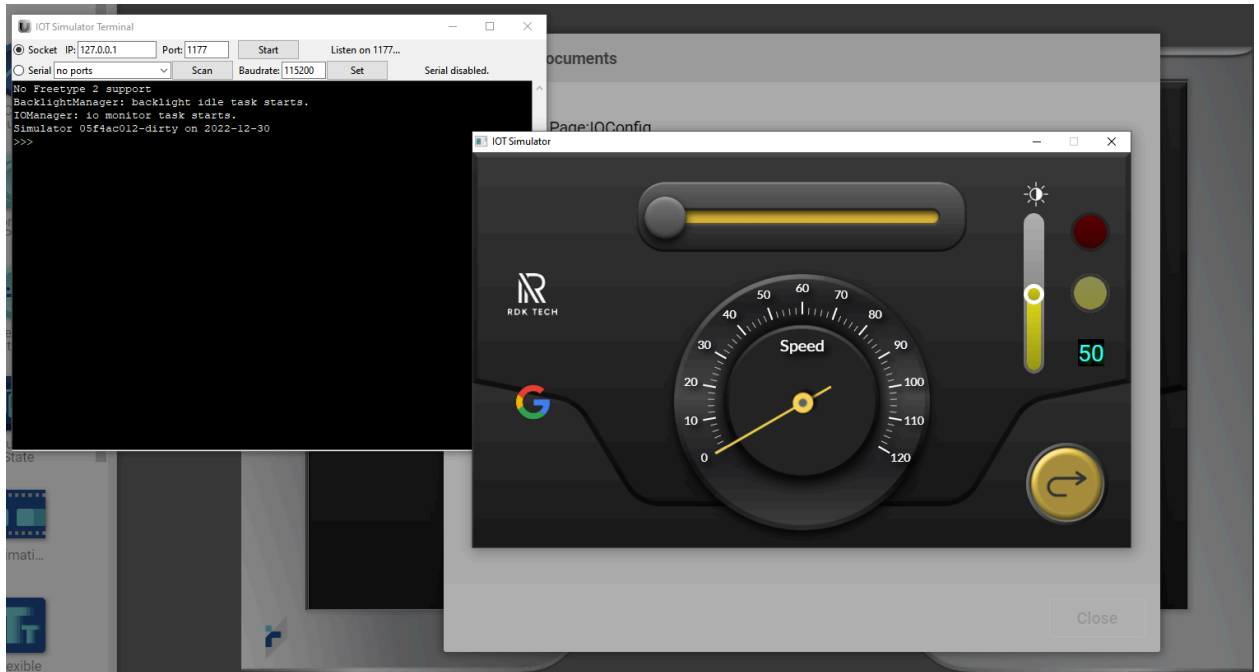 IOT Simulator Terminal
Socket IP: 127.0.0.1 Port: 1177 Start Listen on 1177...
Serial no ports Scan Baudrate: 115200 Set Serial disabled.
No Freetype 2 support
BacklightManager: backlight idle task starts.
IOManager: io monitor task starts.
Simulator 05f4ac012-dirty on 2022-12-30
>>>
ocuments
Page:IOConfig
IOT Simulator
RDK TECH
Speed
0
10
20
30
40
50
60
70
80
90
100
110
120
50
State
mati...
exible
Close